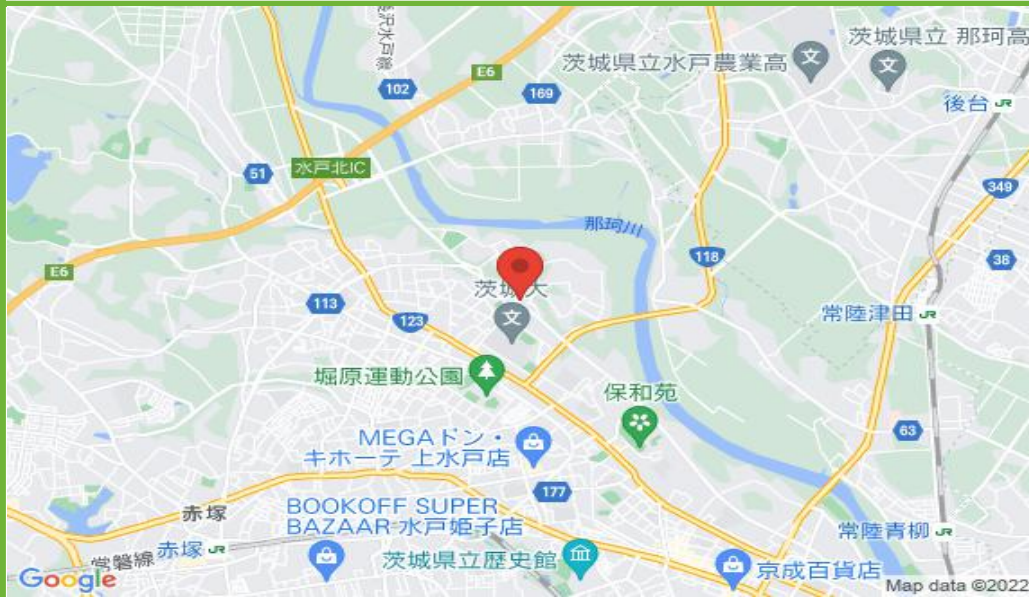 茨城県立 那珂高
茨城県立水戸農業高
E6
102
169
後台
JR
水戸北IC
51
349
那珂川
118
38
E6
茨城大
113
123
常陸津田
JR
堀原運動公園
保和苑
63
MEGAドン・
キホーテ 上水戸店
177
BOOKOFF SUPER
BAZAAR 水戸姫子店
赤塚
常陸青柳
JR
常磐線
赤塚
JR
茨城県立歴史館
京成百貨店
Google
Map data ©2022